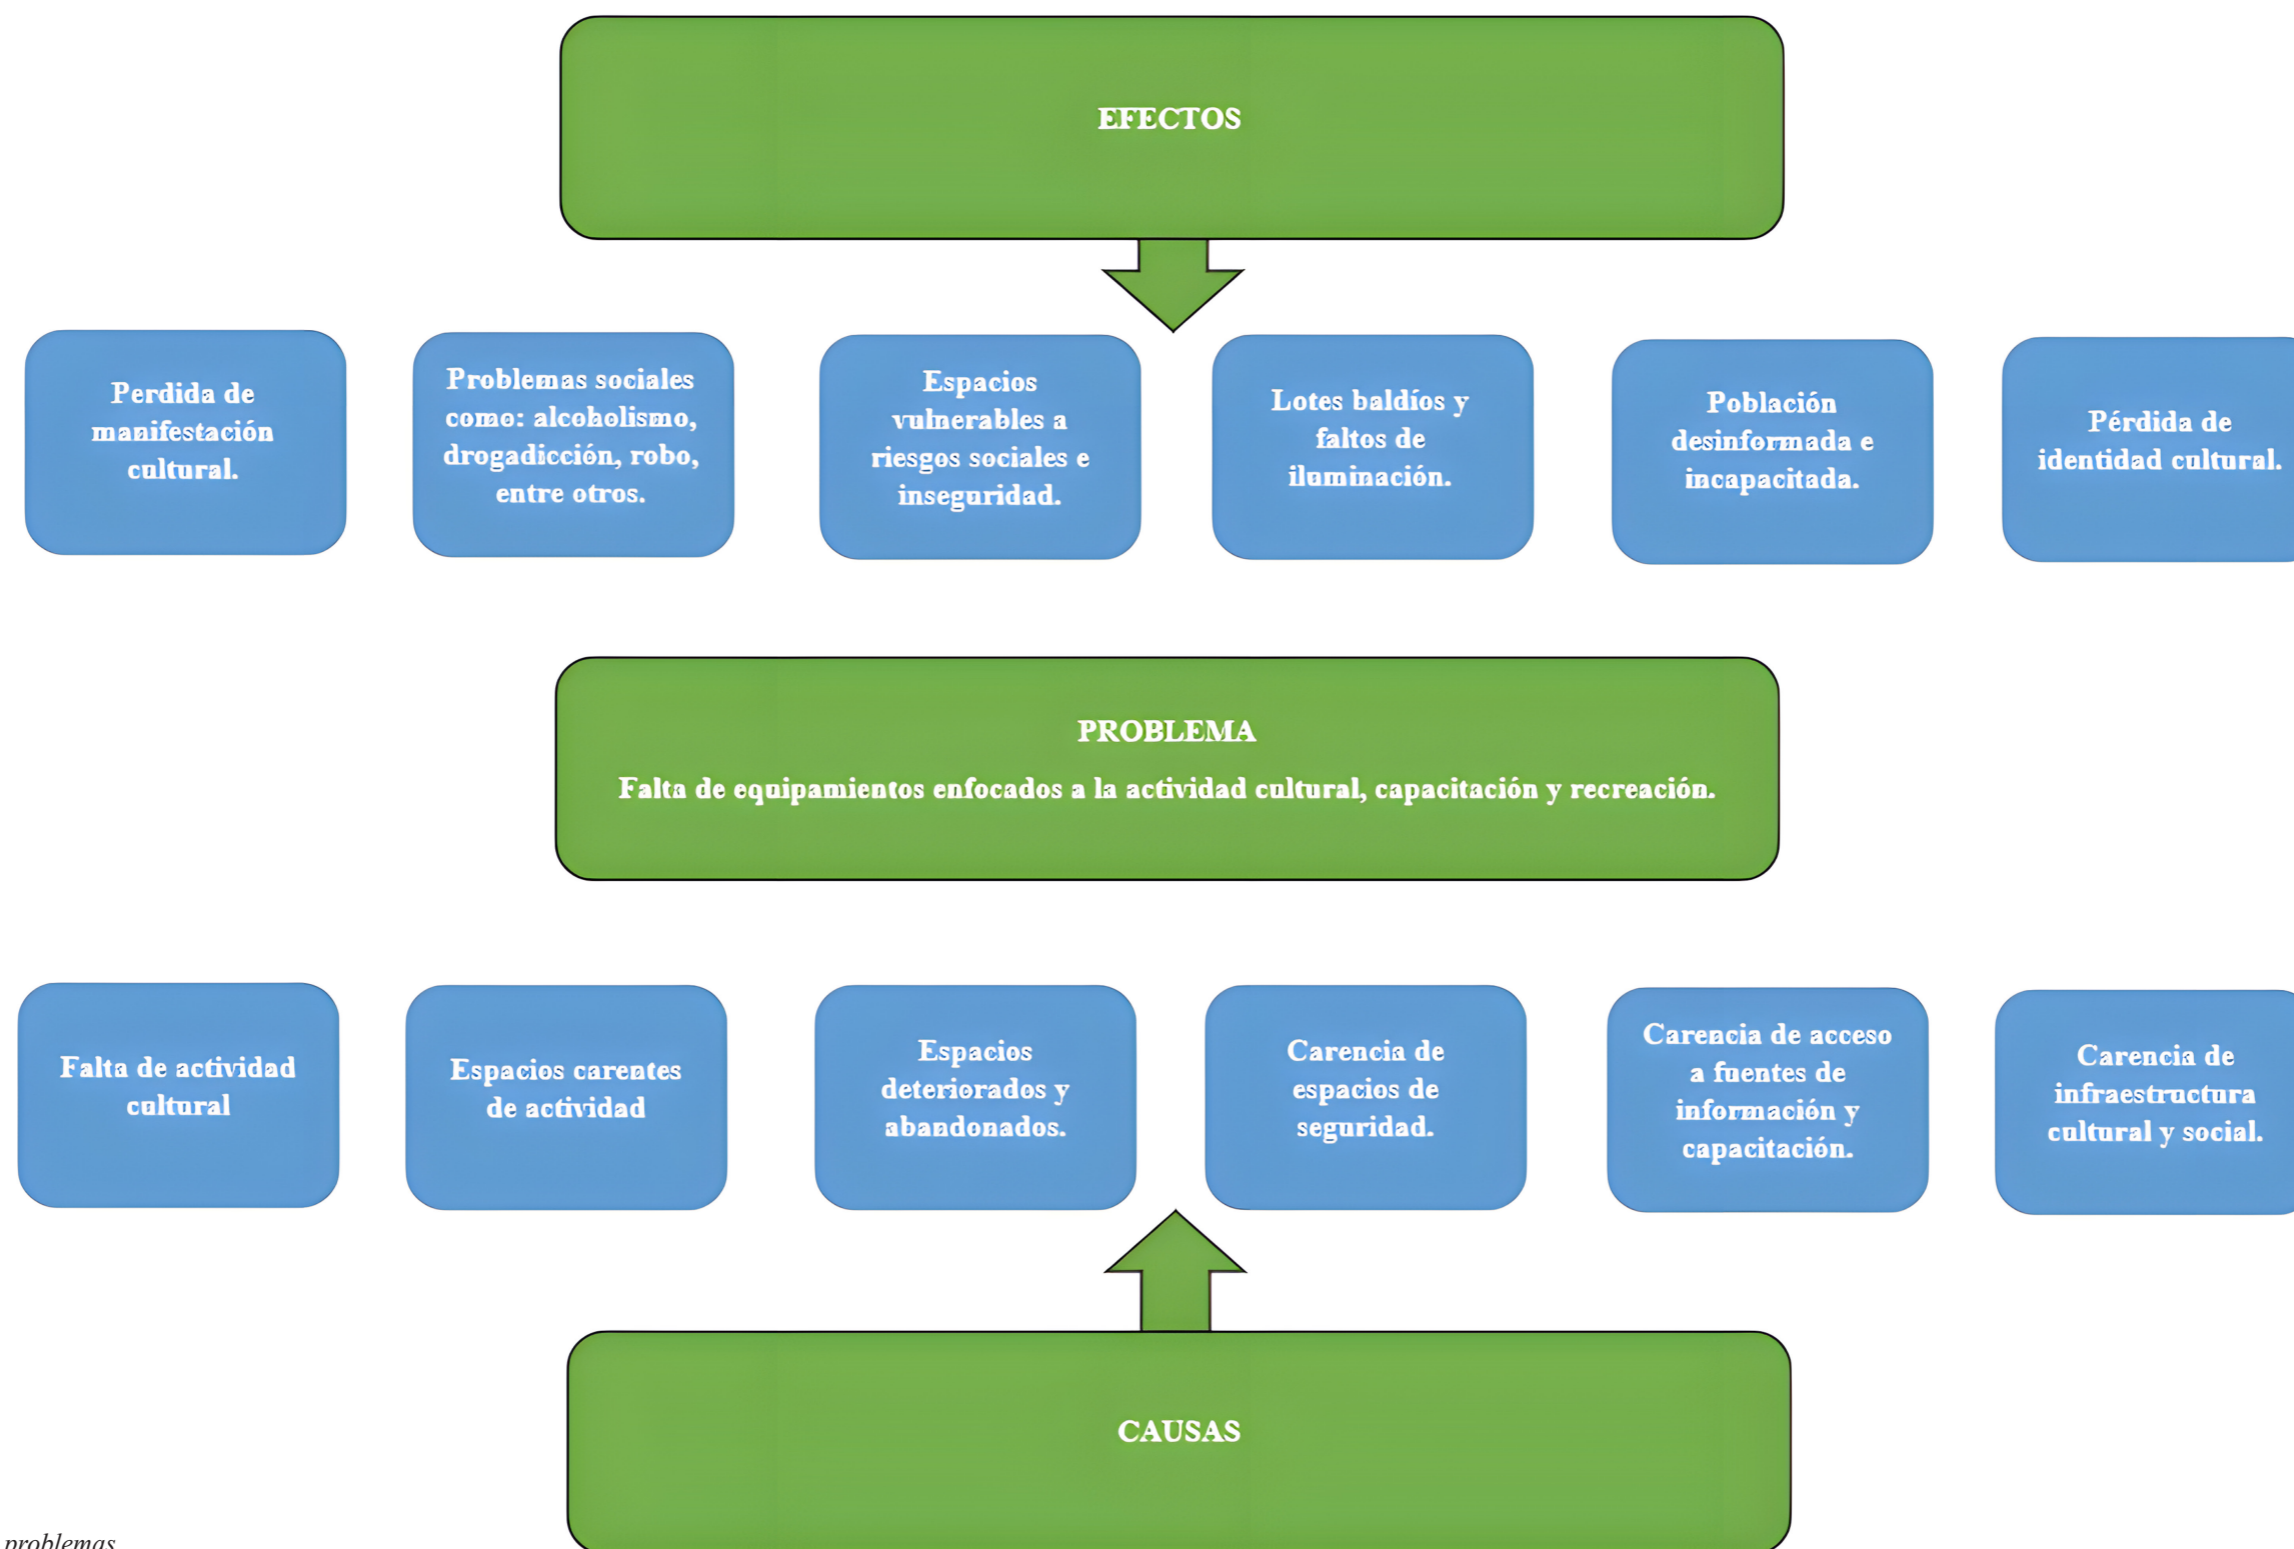 EFECTOS
Perdida de
manifestación
cultural.
Problemas sociales
como: alcoholismo,
drogadicción, robo,
entre otros.
Espacios
vulnerables a
riesgos sociales e
inseguridad.
Lotes baldíos y
faltos de
iluminación.
Población
desinformada e
incapacitada.
Pérdida de
identidad cultural.
PROBLEMA
Falta de equipamientos enfocados a la actividad cultural, capacitación y recreación.
Falta de actividad
cultural
Espacios carentes
de actividad
Espacios
deteriorados y
abandonados.
Carencia de
espacios de
seguridad.
Carencia de acceso
a fuentes de
información y
capacitación.
Carencia de
infraestructura
cultural y social.
CAUSAS
problemas